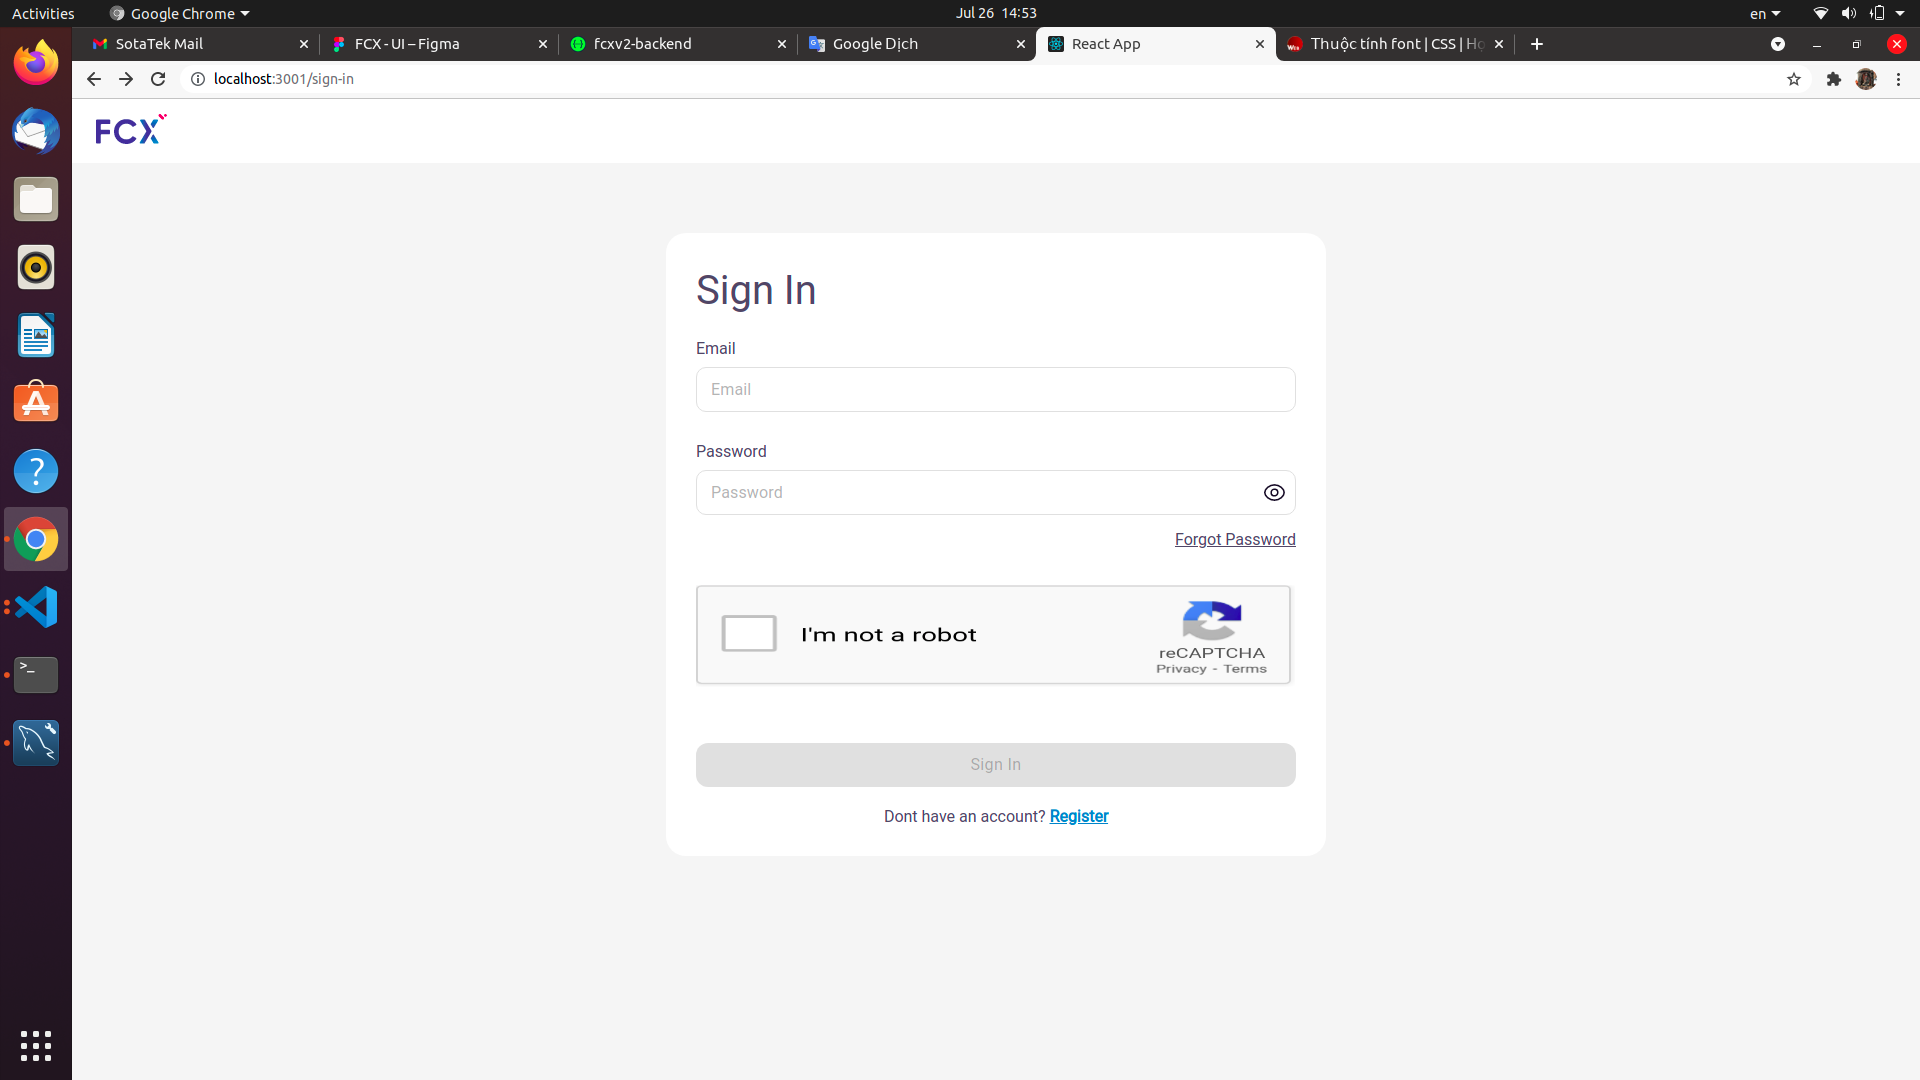 Activities
Google Chrome
Jul 26 14:53
en
SotaTek Mail
FCX - UI – Figma
fcxv2-backend
Google Dịch
React App
Thuộc tính font | CSS | Họ
localhost:3001/sign-in
FCX
Sign In
Email
Email
Password
Password
Forgot Password
I'm not a robot
reCAPTCHA
Privacy - Terms
Sign In
Dont have an account? Register